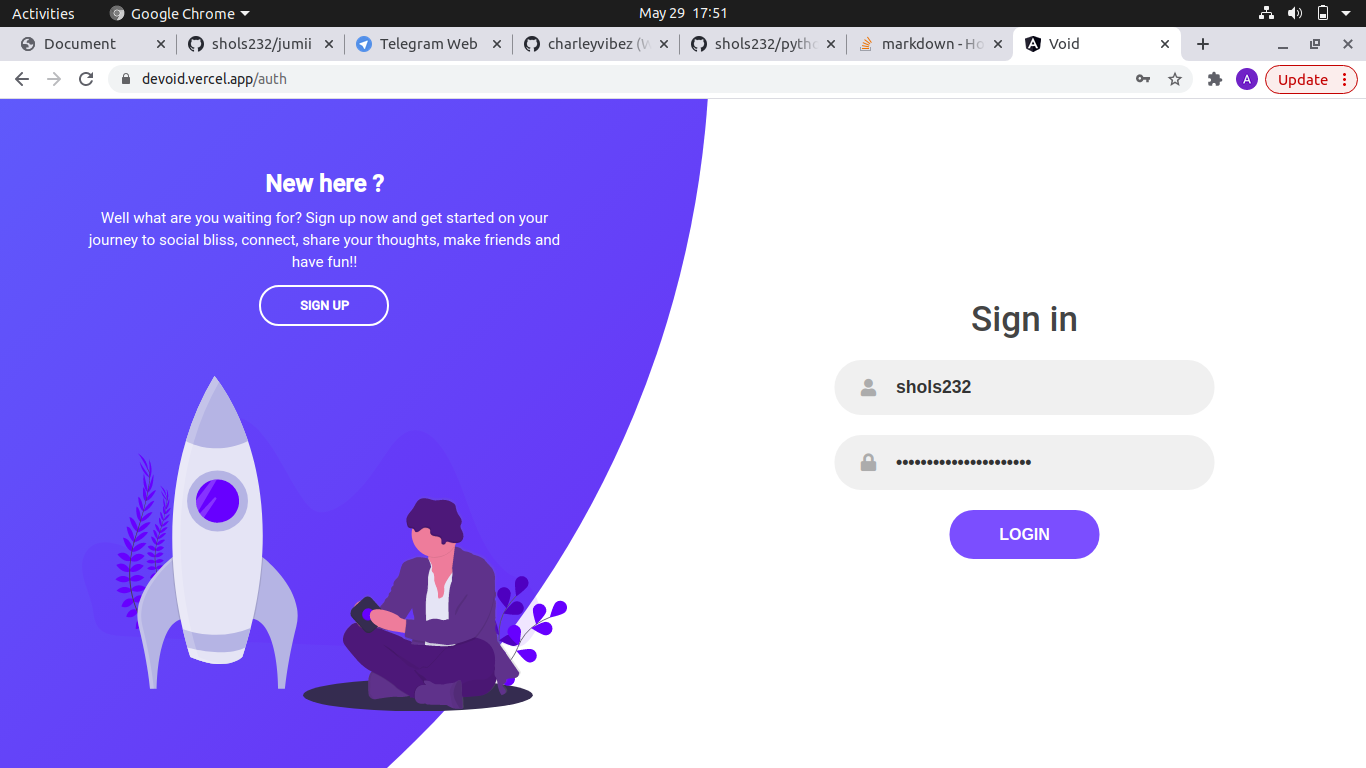 Activities
Google Chrome
May 29 17:51
Document
shols232/jumii
Telegram Web
charleyvibez (W
shols232/pytho
markdown - Ho
Void
devoid.vercel.app/auth
A
Update
New here ?
Well what are you waiting for? Sign up now and get started on your
journey to social bliss, connect, share your thoughts, make friends and
have fun!!
SIGN UP
Sign in
shols232
••••••••••••••••••••••
LOGIN